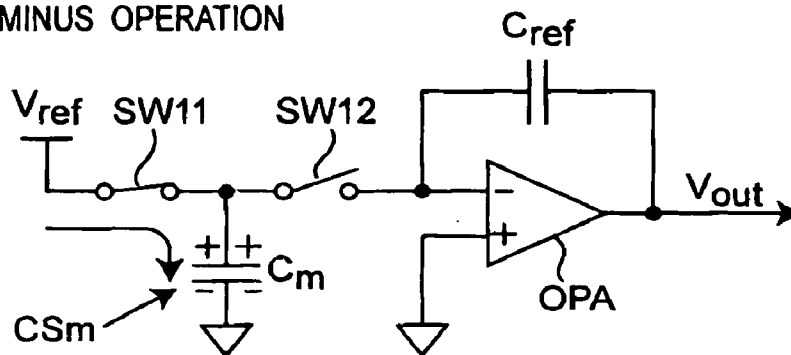 MINUS OPERATION
Cref
Vref SW11 SW12
Vout
+ +
Cm
- -
-
+
CSm
OPA